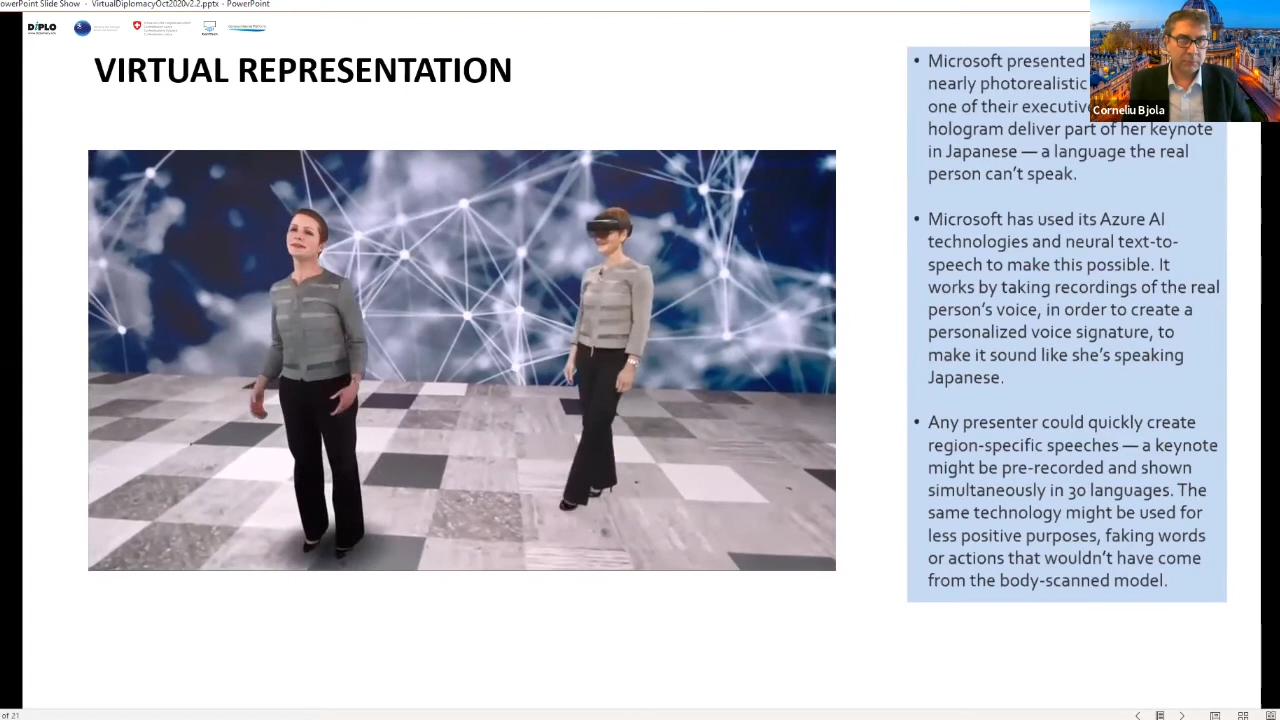 owerPoint Slide Show - VirtualDiplomacyOct2020v2.2.pptx - PowerPoint
DiPLO
VIRTUAL REPRESENTATION
• Microsoft presented
nearly photorealistic
one of their executive
hologram deliver part of her keynote
in Japanese — a language the real
person can't speak.
• Microsoft has used its Azure AI
technologies and neural text-to-
speech to make this possible. It
works by taking recordings of the real
person's voice, in order to create a
personalized voice signature, to
make it sound like she's speaking
Japanese.
• Any presenter could quickly create
region-specific speeches — a keynote
might be pre-recorded and shown
simultaneously in 30 languages. The
same technology might be used for
less positive purposes, faking words
or actions that wouldn't have come
from the body-scanned model.
Corneliu Bjola
of 21